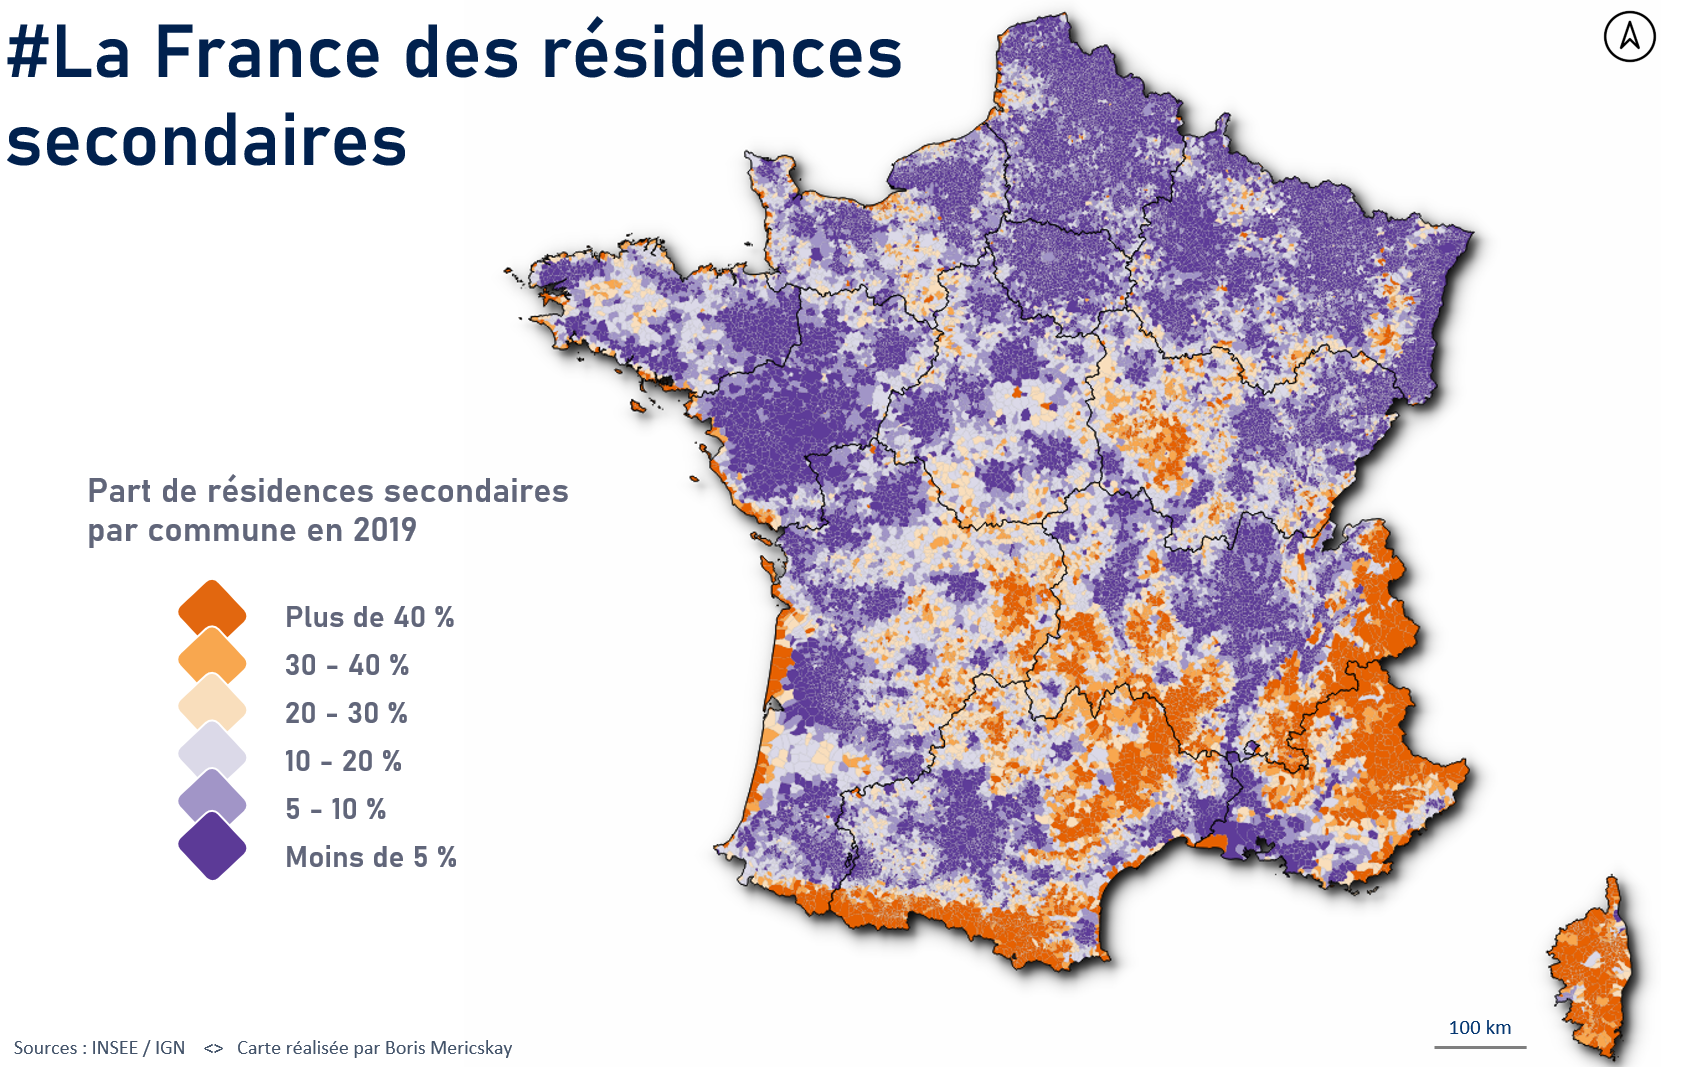 #La France des résidences
secondaires
Part de résidences secondaires
par commune en 2019
Plus de 40 %
30 - 40 %
20 - 30 %
10 - 20 %
5 - 10 %
Moins de 5 %
Sources : INSEE / IGN <> Carte réalisée par Boris Mericskay
100 km